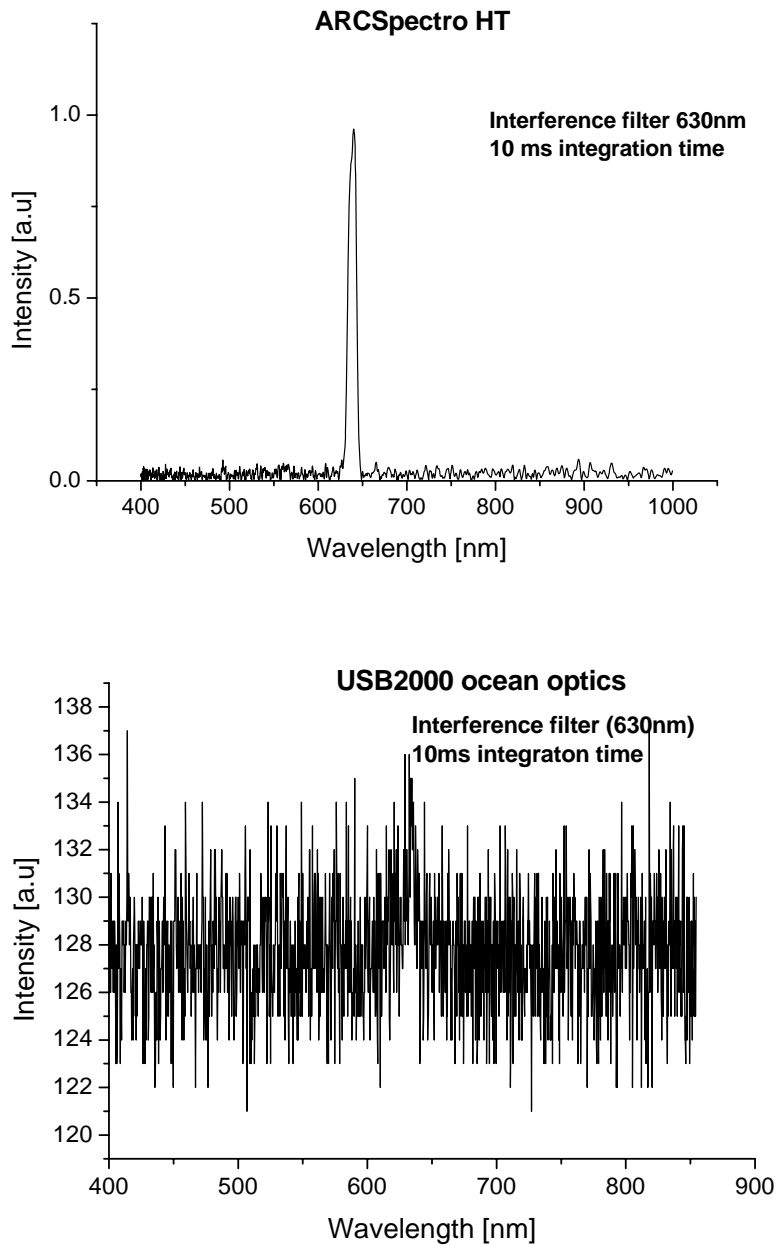 ARCSpectro HT
Interference filter 630nm
10 ms integration time
Intensity [a.u]
1.0
0.5
0.0
400 500 600 700 800 900 1000
Wavelength [nm]
USB2000 ocean optics
Interference filter (630nm)
10ms integraton time
Intensity [a.u]
138
136
134
132
130
128
126
124
122
120
400 500 600 700 800 900
Wavelength [nm]